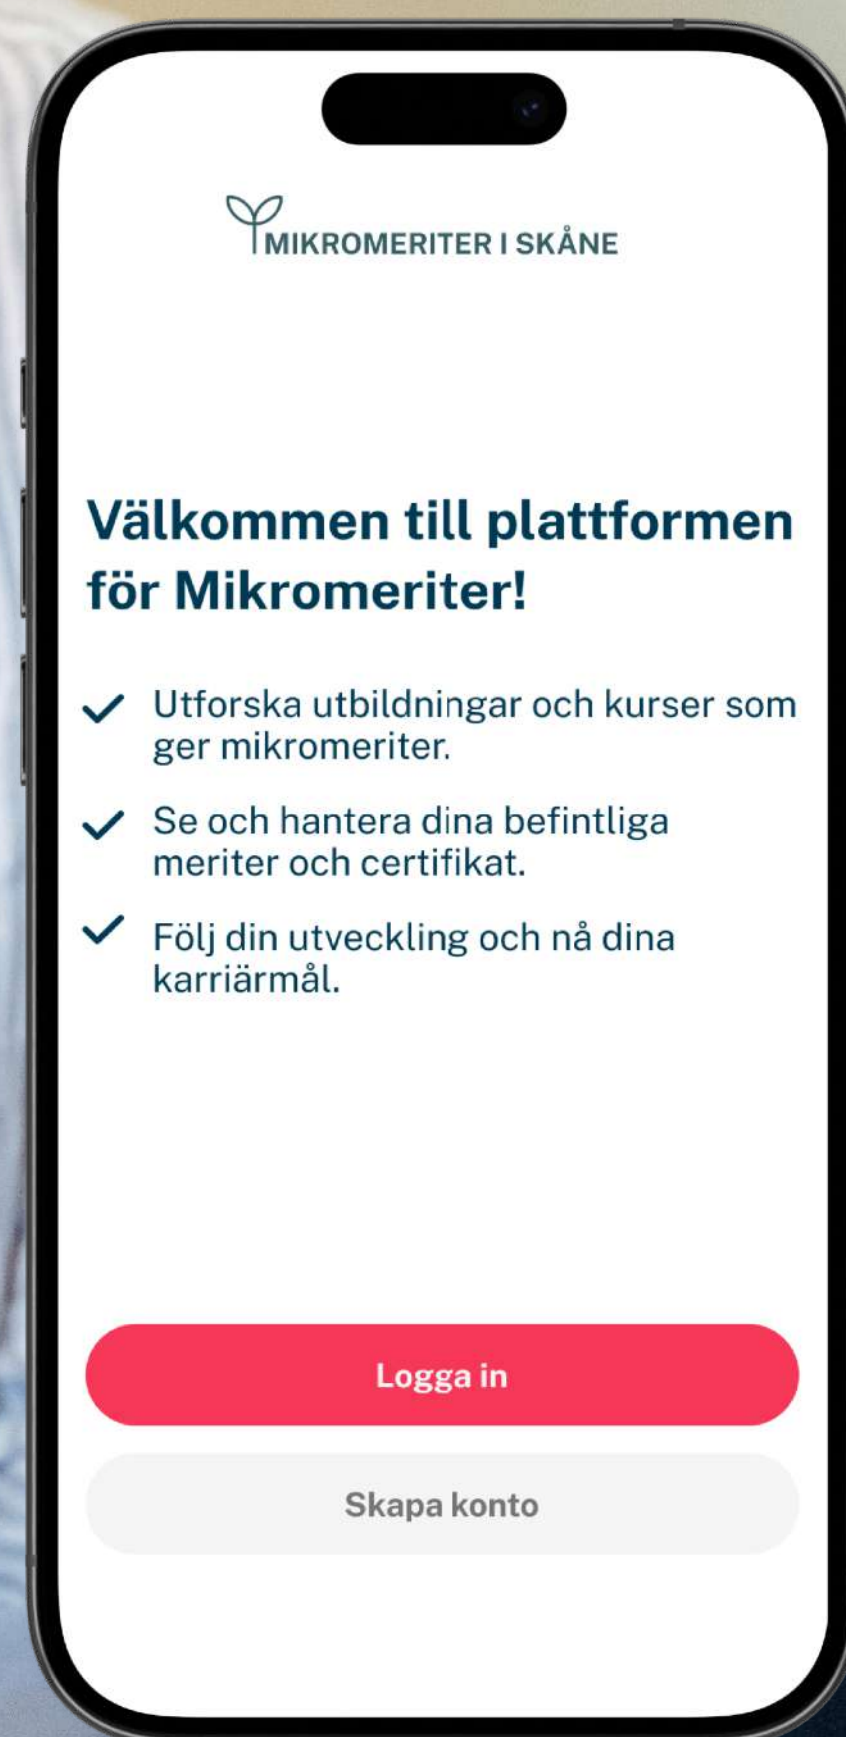 MIKROMERITER I SKÅNE
Välkommen till plattformen
för Mikromeriter!
Utforska utbildningar och kurser som
ger mikromeriter.
Se och hantera dina befintliga
meriter och certifikat.
Följ din utveckling och nå dina
karriärmål.
Logga in
Skapa konto